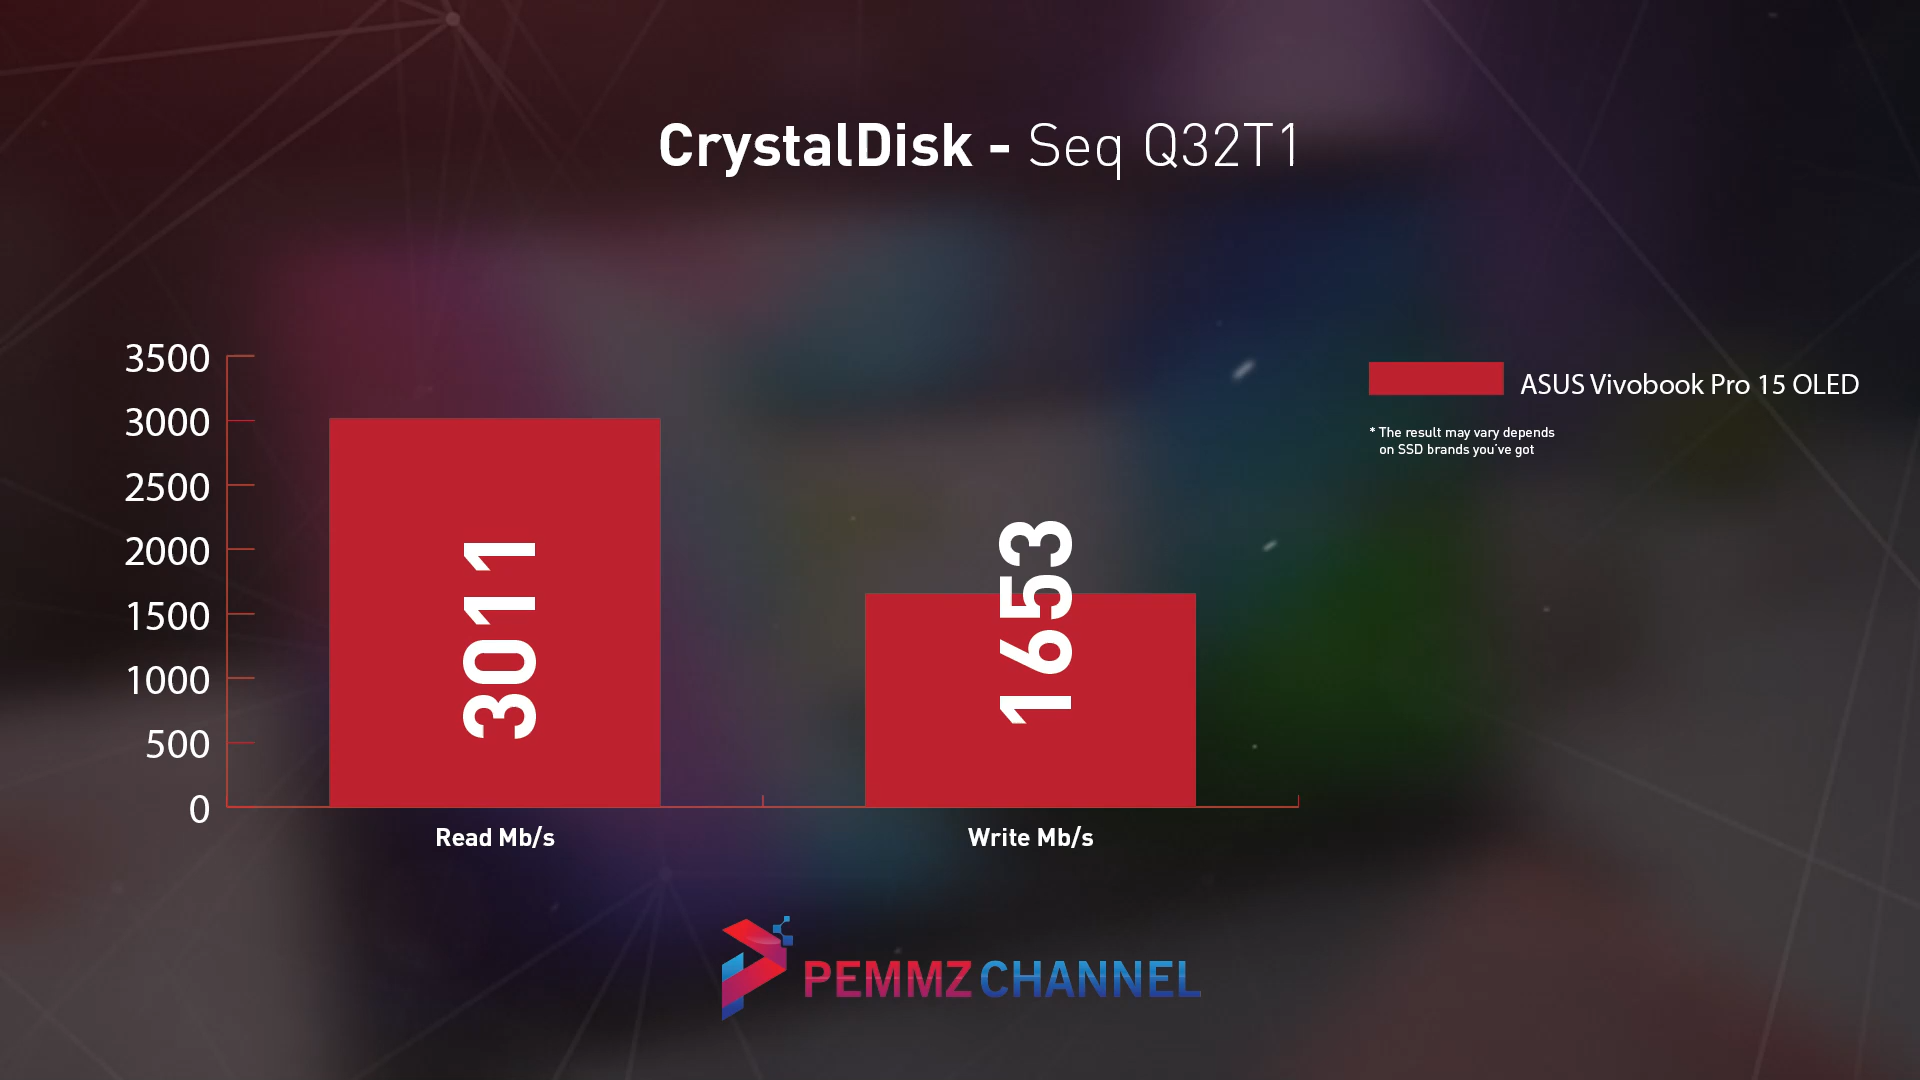 CrystalDisk - Seq Q32T1
3500
3000
2500
2000
1500
1000
500
0
3011
1653
Read Mb/s
Write Mb/s
ASUS Vivobook Pro 15 OLED
* The result may vary depends
on SSD brands you've got
PEMMZ CHANNEL